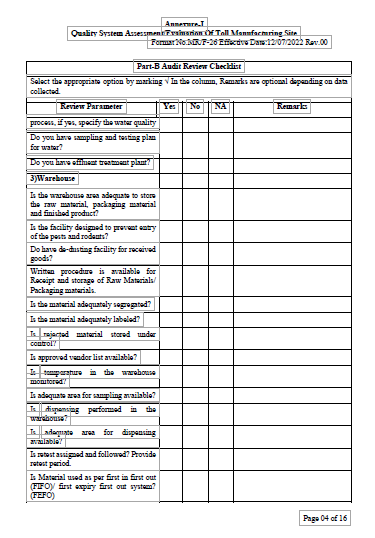 Annexure-I
Quality System Assessment/Evaluation Of Toll Manufacturing Site
Format No.MR/F-26 Effective Date:12/07/2022 Rev.00
Part-B Audit Review Checklist
Select the appropriate option by marking √ In the column, Remarks are optional depending on data
collected.
Review Parameter Yes No NA Remarks
process, if yes, specify the water quality
Do you have sampling and testing plan
for water?
Do you have effluent treatment plant?
3)Warehouse
Is the warehouse area adequate to store
the raw material, packaging material
and finished product?
Is the facility designed to prevent entry
of the pests and rodents?
Do have de-dusting facility for received
goods?
Written procedure is available for
Receipt and storage of Raw Materials/
Packaging materials.
Is the material adequately segregated?
Is the material adequately labeled?
Is rejected material stored under
control?
Is approved vendor list available?
Is temperature in the warehouse
monitored?
Is adequate area for sampling available?
Is dispensing performed in the
warehouse?
Is adequate area for dispensing
available?
Is retest assigned and followed? Provide
retest period.
Is Material used as per first in first out
(FIFO)/ first expiry first out system?
(FEFO)
Page 04 of 16